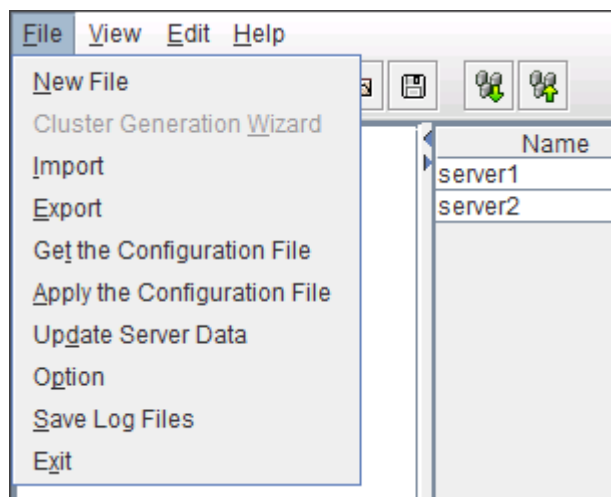 File View Edit Help
New File
Cluster Generation Wizard
Import
Export
Get the Configuration File
Apply the Configuration File
Update Server Data
Option
Save Log Files
Exit
Name
server1
server2